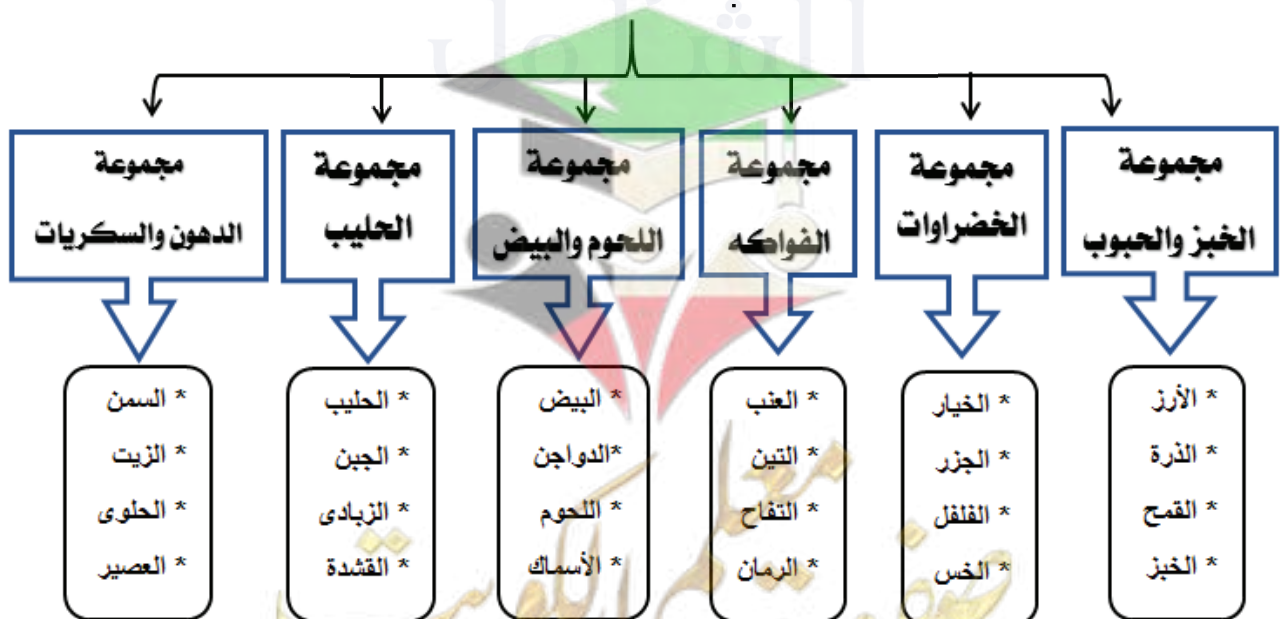 مجموعة
الخبز والحبوب
مجموعة
الخضراوات
مجموعة
الفواكه
مجموعة
اللحوم والبيض
مجموعة
الحليب
مجموعة
الدهون والسكريات
* الأرز
* الذرة
* القمح
* الخبز
* الخيار
* الجزر
* الفلفل
* الخس
* العنب
* التين
* التفاح
* الرمان
* البيض
*الدواجن
* اللحوم
* الأسماك
* الحليب
* الجبن
* الزبادى
* القشدة
* السمن
* الزيت
* الحلوى
* العصير